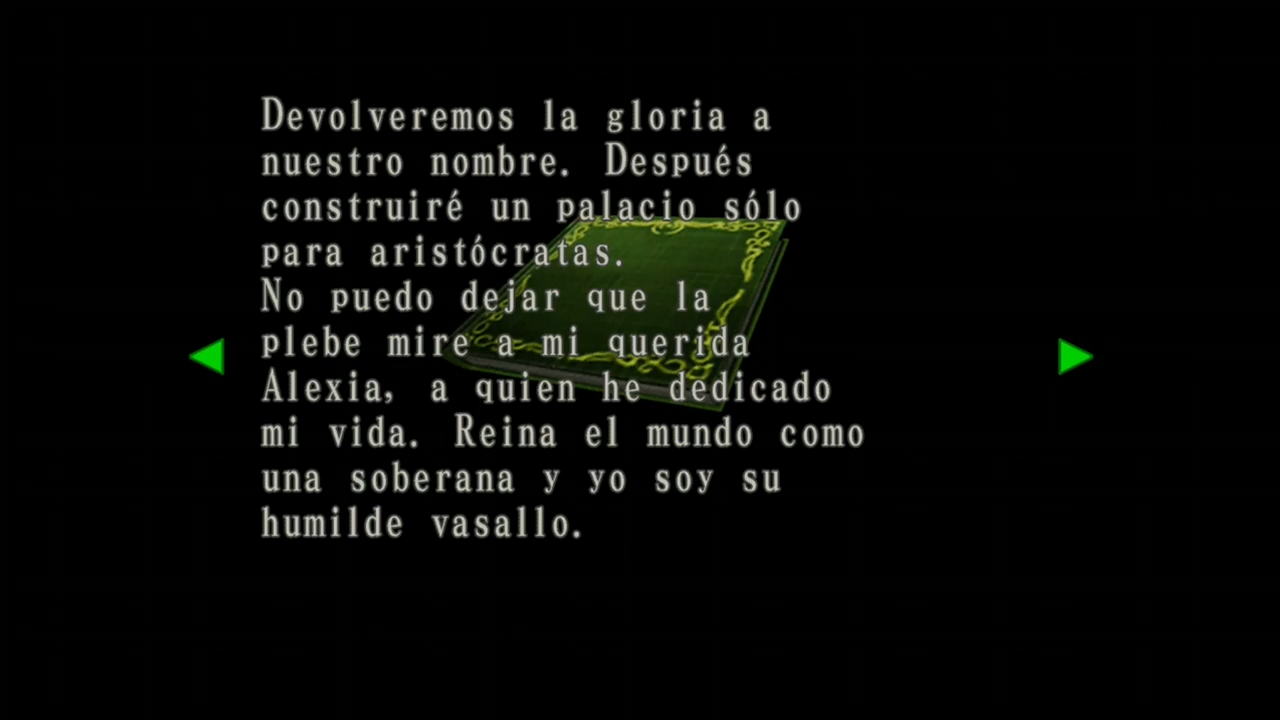 Devolveremos la gloria a
nuestro nombre. Después
construiré un palacio sólo
para aristócratas.
No puedo dejar que la
plebe mire a mi querida
Alexia, a quien he dedicado
mi vida. Reina el mundo como
una soberana y yo soy su
humilde vasallo.